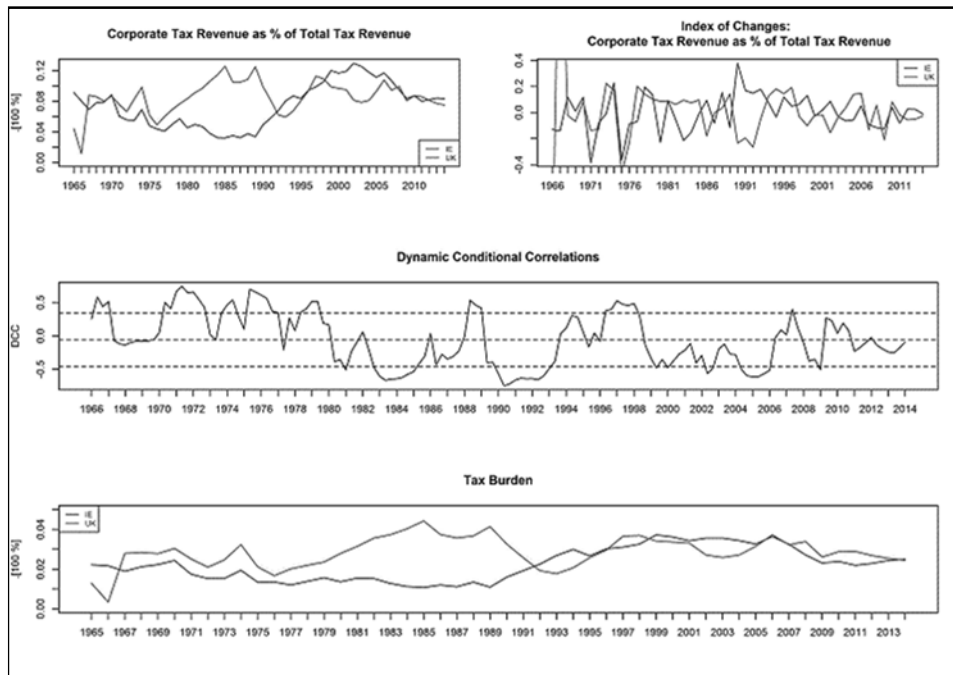 Corporate Tax Revenue as % of Total Tax Revenue
.[100 %]
0.12
0.08
0.04
0.00
IE
UK
1965 1970 1975 1980 1985 1990 1995 2000 2005 2010
Index of Changes:
Corporate Tax Revenue as % of Total Tax Revenue
0.4
0.0
-0.4
IE
UK
1966 1971 1976 1981 1986 1991 1996 2001 2006 2011
Dynamic Conditional Correlations
DCC
0.5
0.0
-0.5
1966 1968 1970 1972 1974 1976 1978 1980 1982 1984 1986 1988 1990 1992 1994 1996 1998 2000 2002 2004 2006 2008 2010 2012 2014
Tax Burden
.[100 %]
0.04
0.02
0.00
IE
UK
1965 1967 1969 1971 1973 1975 1977 1979 1981 1983 1985 1987 1989 1991 1993 1995 1997 1999 2001 2003 2005 2007 2009 2011 2013